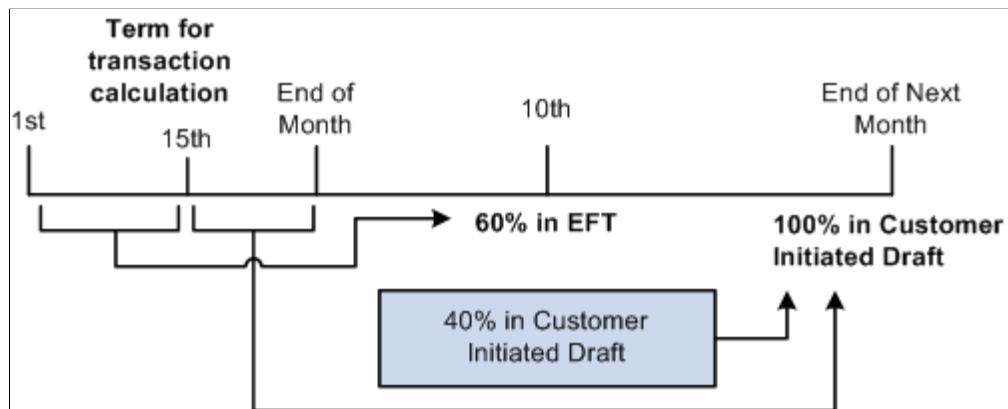 Term for
transaction
calculation
1st
15th
End of
Month
10th
End of Next
Month
60% in EFT
100% in Customer
Initiated Draft
40% in Customer
Initiated Draft